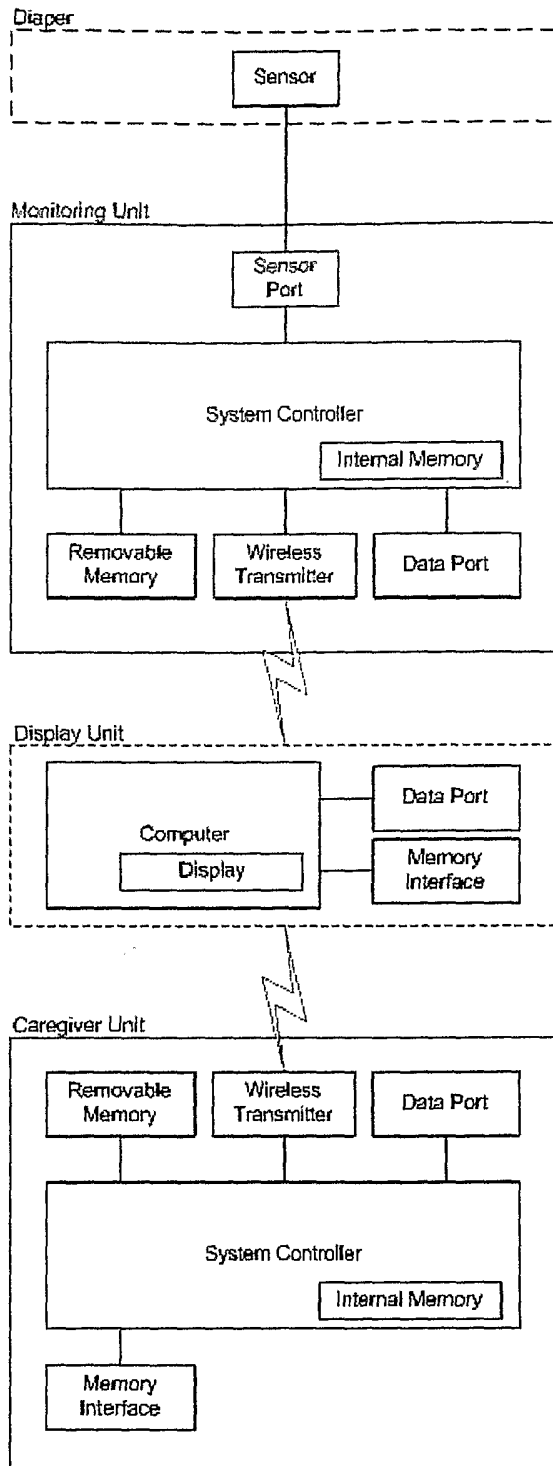 Diaper
Sensor
Monitoring Unit
Sensor
Port
System Controller
Internal Memory
Removable
Memory
Wireless
Transmitter
Data Port
Display Unit
Computer
Display
Data Port
Memory
Interface
Caregiver Unit
Removable
Memory
Wireless
Transmitter
Data Port
System Controller
Internal Memory
Memory
Interface